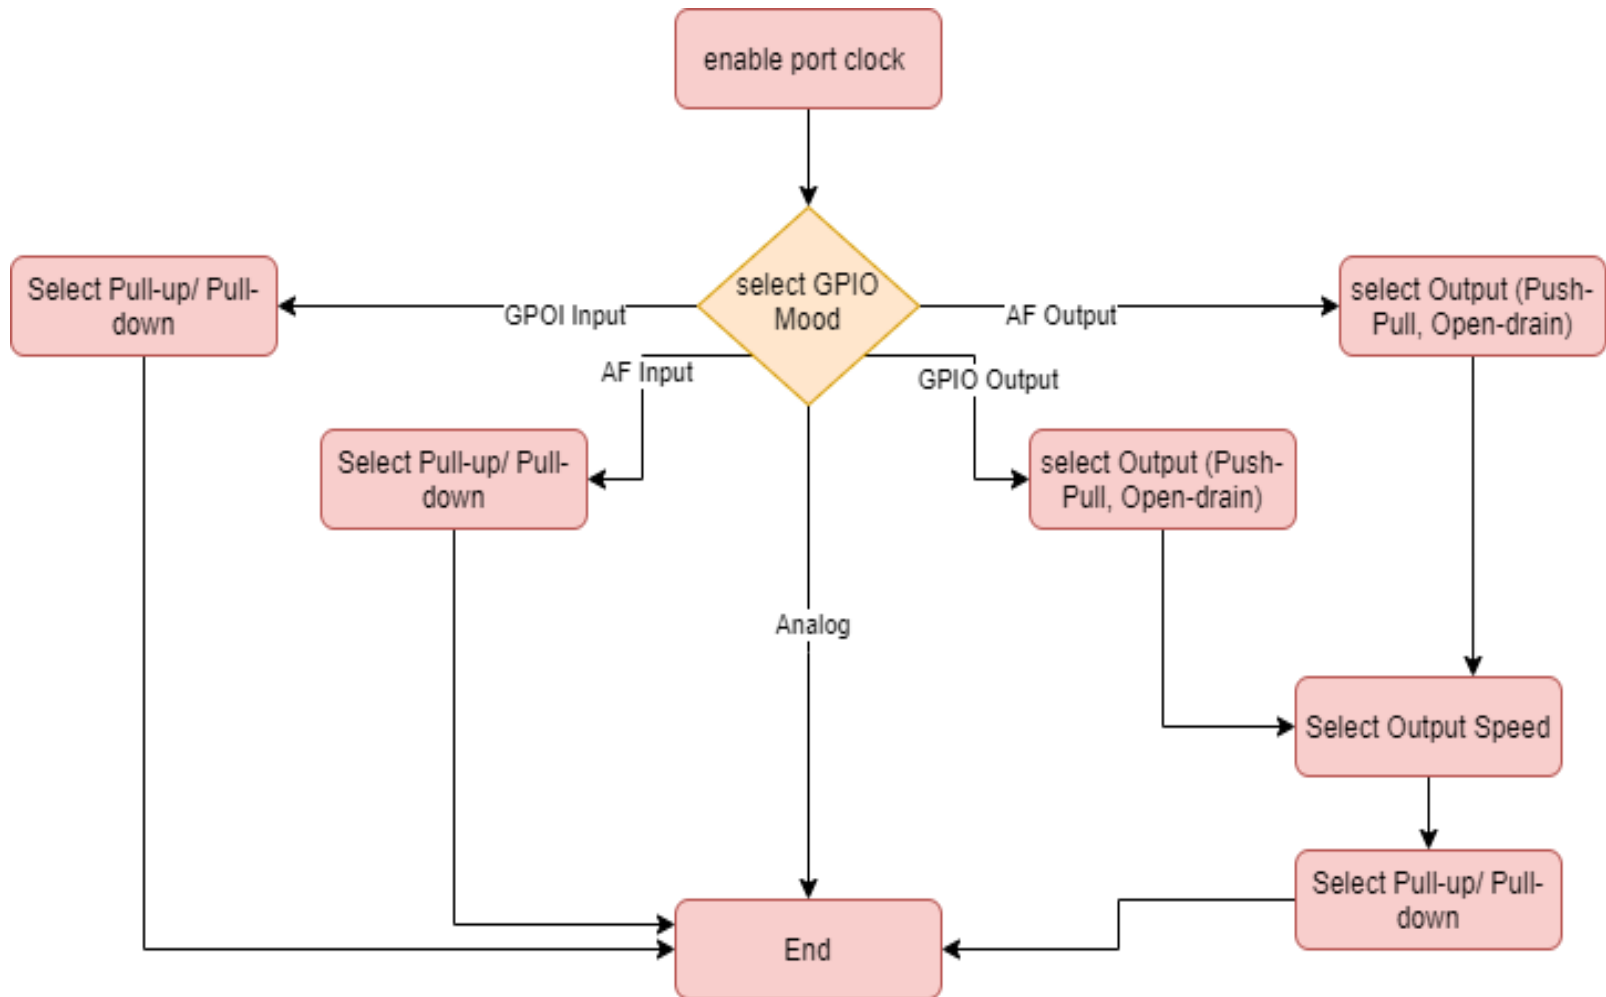 enable port clock
select GPIO
Mood
Select Pull-up/ Pull-
down
GPOI Input
AF Output
select Output (Push-
Pull, Open-drain)
AF Input
GPIO Output
Select Pull-up/ Pull-
down
select Output (Push-
Pull, Open-drain)
Analog
Select Output Speed
Select Pull-up/ Pull-
down
End